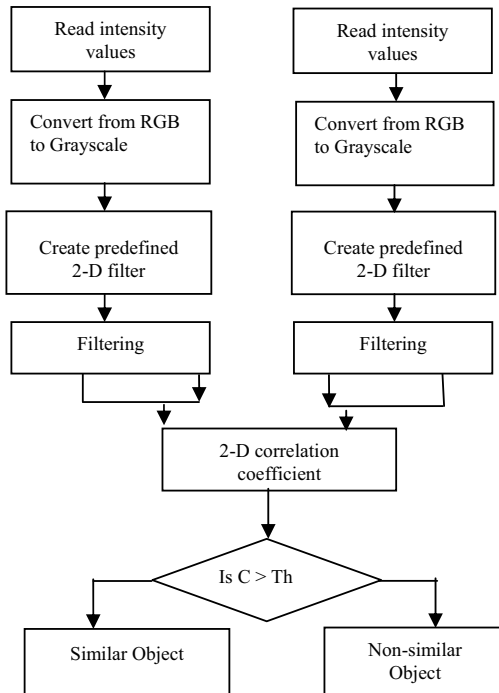 Read intensity
values
Convert from RGB
to Grayscale
Create predefined
2-D filter
Filtering
Read intensity
values
Convert from RGB
to Grayscale
Create predefined
2-D filter
Filtering
2-D correlation
coefficient
Is C > Th
Similar Object
Non-similar
Object